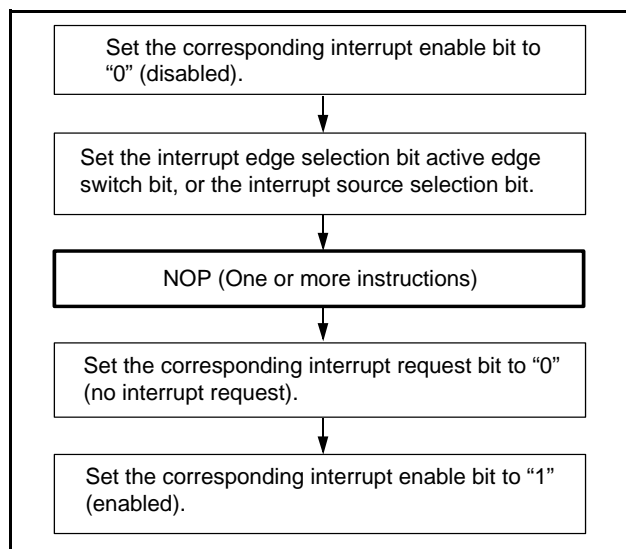 Set the corresponding interrupt enable bit to
“0” (disabled).
Set the interrupt edge selection bit active edge
switch bit, or the interrupt source selection bit.
NOP (One or more instructions)
Set the corresponding interrupt request bit to “0”
(no interrupt request).
Set the corresponding interrupt enable bit to “1”
(enabled).